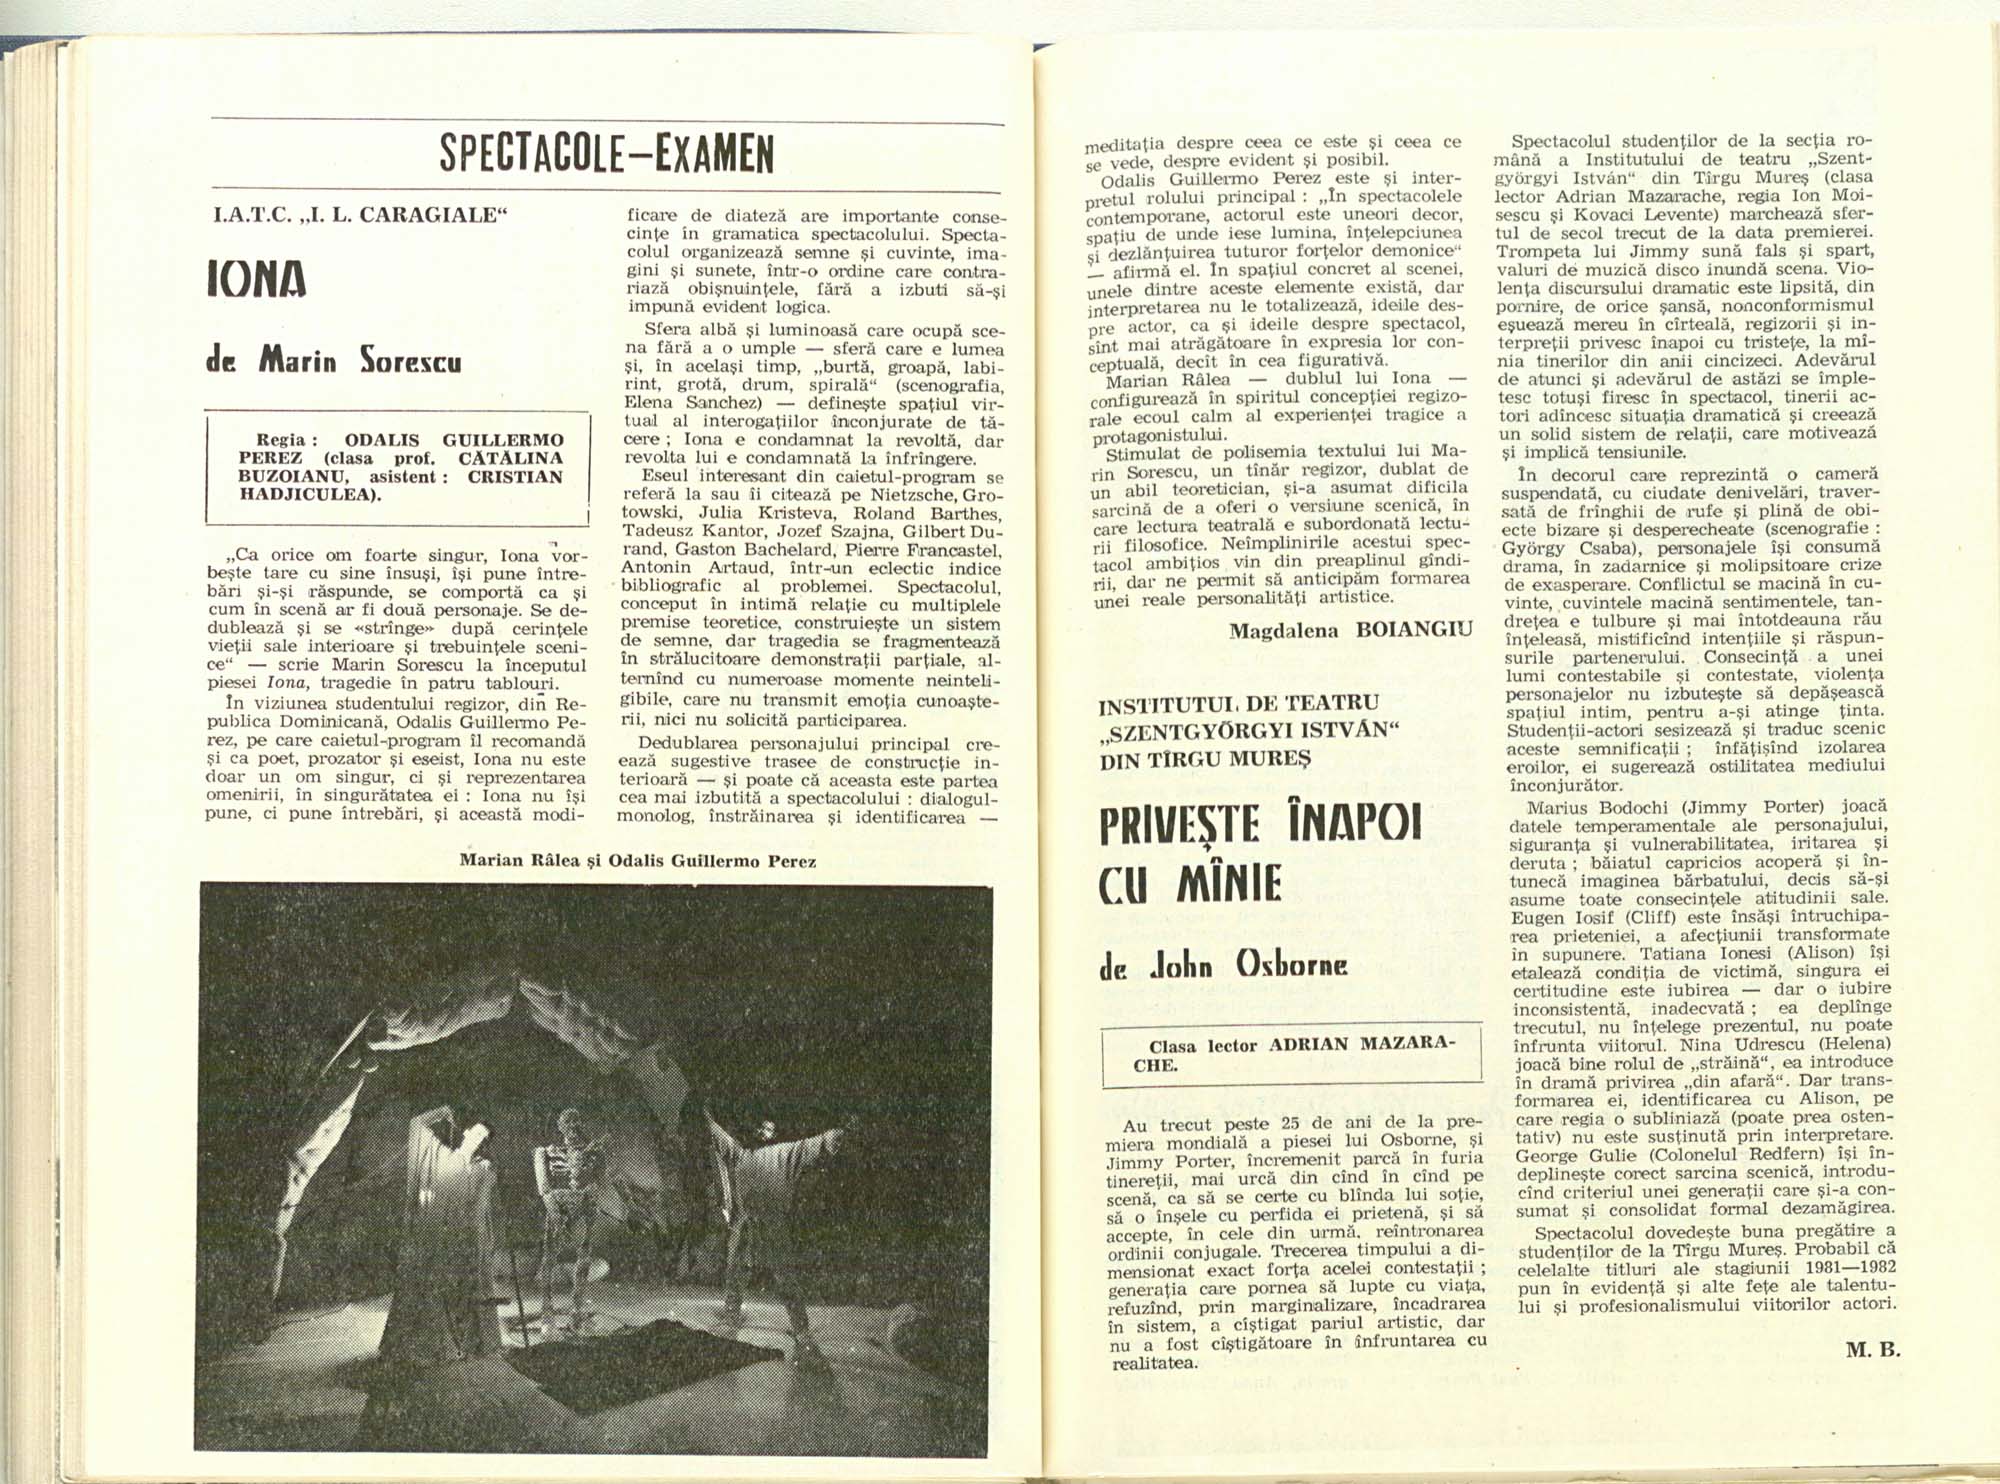 SPECTACOLE—EXAMEN
I.A.T.C. „I. L. CARAGIALE“
IONA
de Marin Sorescu
Regia : ODALIS GUILLERMO
PEREZ (clasa prof. CĂTĂLINA
BUZOIANU, asistent : CRISTIAN
HADJICULEA).
„Ca orice om foarte singur, Iona vor-
bește tare cu sine însuși, își pune între-
bări și-și răspunde, se comportă ca și
cum în scenă ar fi două personaje. Se de-
dublează și se «strînge» după cerințele
vieții sale interioare și trebuințele sceni-
ce“ — scrie Marin Sorescu la începutul
piesei Iona, tragedie în patru tablouri.
În viziunea studentului regizor, din Re-
publica Dominicană, Odalis Guillermo Pe-
rez, pe care caietul-program îl recomandă
și ca poet, prozator și eseist, Iona nu este
doar un om singur, ci și reprezentarea
omenirii, în singurătatea ei : Iona nu își
pune, ci pune întrebări, și această modi-
ficare de diateză are importante conse-
cințe în gramatica spectacolului. Specta-
colul organizează semne și cuvinte, ima-
gini și sunete, într-o ordine care contra-
riază obișnuințele, fără a izbuti să-și
impună evident logica.
Sfera albă și luminoasă care ocupă sce-
na fără a o umple — sferă care e lumea
și, în același timp, „burtă, groapă, labi-
rint, grotă, drum, spirală“ (scenografia,
Elena Sanchez) — definește spațiul vir-
tual al interogațiilor înconjurate de tă-
cere ; Iona e condamnat la revoltă, dar
revolta lui e condamnată la înfrîngere.
Eseul interesant din caietul-program se
referă la sau îi citează pe Nietzsche, Gro-
towski, Julia Kristeva, Roland Barthes,
Tadeusz Kantor, Jozef Szajna, Gilbert Du-
rand, Gaston Bachelard, Pierre Francastel,
Antonin Artaud, într-un eclectic indice
bibliografic al problemei. Spectacolul,
conceput în intimă relație cu multiplele
premise teoretice, construiește un sistem
de semne, dar tragedia se fragmentează
în strălucitoare demonstrații parțiale, al-
ternînd cu numeroase momente neinteli-
gibile, care nu transmit emoția cunoaște-
rii, nici nu solicită participarea.
Dedublarea personajului principal cre-
ează sugestive trasee de construcție in-
terioară — și poate că aceasta este partea
cea mai izbutită a spectacolului : dialogul-
monolog, înstrăinarea și identificarea —
Marian Râlea și Odalis Guillermo Perez
meditația despre ceea ce este și ceea ce
se vede, despre evident și posibil.
Odalis Guillermo Perez este și inter-
pretul rolului principal : „În spectacolele
contemporane, actorul este uneori decor,
spațiu de unde iese lumina, înțelepciunea
și dezlănțuirea tuturor forțelor demonice“
— afirmă el. În spațiul concret al scenei,
unele dintre aceste elemente există, dar
interpretarea nu le totalizează, ideile des-
pre actor, ca și ideile despre spectacol,
sînt mai atrăgătoare în expresia lor con-
ceptuală, decît în cea figurativă.
Marian Râlea — dublul lui Iona —
configurează în spiritul concepției regizo-
rale ecoul calm al experienței tragice a
protagonistului.
Stimulat de polisemia textului lui Ma-
rin Sorescu, un tînăr regizor, dublat de
un abil teoretician, și-a asumat dificila
sarcină de a oferi o versiune scenică, în
care lectura teatrală e subordonată lectu-
rii filosofice. Neîmplinirile acestui spec-
tacol ambițios vin din preaplinul gîndi-
rii, dar ne permit să anticipăm formarea
unei reale personalități artistice.
Magdalena BOIANGIU
INSTITUTUL DE TEATRU
„SZENTGYÖRGYI ISTVÁN“
DIN TÎRGU MUREȘ
PRIVEȘTE ÎNAPOI
CU MÎNIE
de John Osborne
Clasa lector ADRIAN MAZARA-
CHE.
Au trecut peste 25 de ani de la pre-
miera mondială a piesei lui Osborne, și
Jimmy Porter, încremenit parcă în furia
tinereții, mai urcă din cînd în cînd pe
scenă, ca să se certe cu blînda lui soție,
să o înșele cu perfida ei prietenă, și să
accepte, în cele din urmă, reîntronarea
ordinii conjugale. Trecerea timpului a di-
mensionat exact forța acelei contestații ;
generația care pornea să lupte cu viața,
refuzînd, prin marginalizare, încadrarea
în sistem, a cîștigat pariul artistic, dar
nu a fost cîștigătoare în înfruntarea cu
realitatea.
Spectacolul studenților de la secția ro-
mână a Institutului de teatru „Szent-
györgyi István“ din Tîrgu Mureș (clasa
lector Adrian Mazarache, regia Ion Moi-
sescu și Kovaci Levente) marchează sfer-
tul de secol trecut de la data premierei.
Trompeta lui Jimmy sună fals și spart,
valuri de muzică disco inundă scena. Vio-
lența discursului dramatic este lipsită, din
pornire, de orice șansă, nonconformismul
eșuează mereu în cîrteală, regizorii și in-
terpreții privesc înapoi cu tristețe, la mî-
nia tinerilor din anii cincizeci. Adevărul
de atunci și adevărul de astăzi se împle-
tesc totuși firesc în spectacol, tinerii ac-
tori adîncesc situația dramatică și creează
un solid sistem de relații, care motivează
și implică tensiunile.
În decorul care reprezintă o cameră
suspendată, cu ciudate denivelări, traver-
sată de frînghii de rufe și plină de obi-
ecte bizare și desperecheate (scenografie :
György Csaba), personajele își consumă
drama, în zadarnice și molipsitoare crize
de exasperare. Conflictul se macină în cu-
vinte, cuvintele macină sentimentele, tan-
drețea e tulbure și mai întotdeauna rău
înțeleasă, mistificînd intențiile și răspun-
surile partenerului. Consecință a unei
lumi contestabile și contestate, violența
personajelor nu izbutește să depășească
spațiul intim, pentru a-și atinge ținta.
Studenții-actori sesizează și traduc scenic
aceste semnificații ; înfățișînd izolarea
eroilor, ei sugerează ostilitatea mediului
înconjurător.
Marius Bodochi (Jimmy Porter) joacă
datele temperamentale ale personajului,
siguranța și vulnerabilitatea, iritarea și
deruta ; băiatul capricios acoperă și în-
tunecă imaginea bărbatului, decis să-și
asume toate consecințele atitudinii sale.
Eugen Iosif (Cliff) este însăși întruchipa-
rea prieteniei, a afecțiunii transformate
in supunere. Tatiana Ionesi (Alison) își
etalează condiția de victimă, singura ei
certitudine este iubirea — dar o iubire
inconsistentă, inadecvată ; ea deplînge
trecutul, nu înțelege prezentul, nu poate
înfrunta viitorul. Nina Udrescu (Helena)
joacă bine rolul de „străină“, ea introduce
în dramă privirea „din afară“. Dar trans-
formarea ei, identificarea cu Alison, pe
care regia o subliniază (poate prea osten-
tativ) nu este susținută prin interpretare.
George Gulie (Colonelul Redfern) își în-
deplinește corect sarcina scenică, introdu-
cînd criteriul unei generații care și-a con-
sumat și consolidat formal dezamăgirea.
Spectacolul dovedește buna pregătire a
studenților de la Tîrgu Mureș. Probabil că
celelalte titluri ale stagiunii 1981—1982
pun în evidență și alte fețe ale talentu-
lui și profesionalismului viitorilor actori.
M. B.